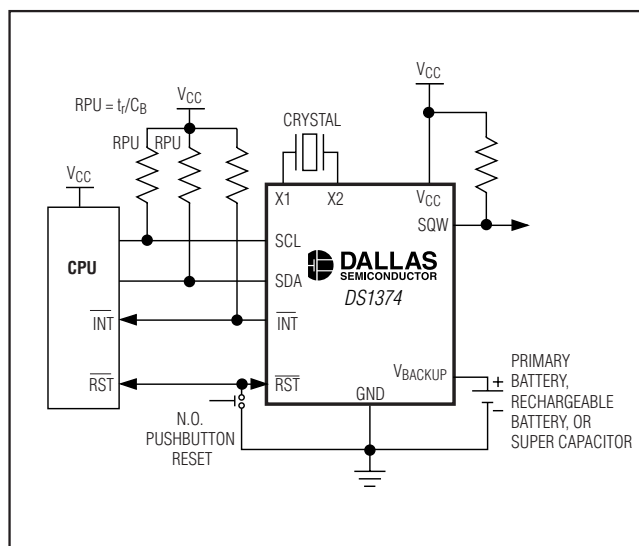 RPU = tr/CB
VCC
VCC
CRYSTAL
RPU
RPU
VCC
X1
X2
VCC
CPU
SCL
SQW
DALLAS
SEMICONDUCTOR
DS1374
SDA
INT
INT
RST
RST
VBACKUP
GND
N.O.
PUSHBUTTON
RESET
+
PRIMARY
BATTERY,
RECHARGEABLE
BATTERY, OR
SUPER CAPACITOR
−